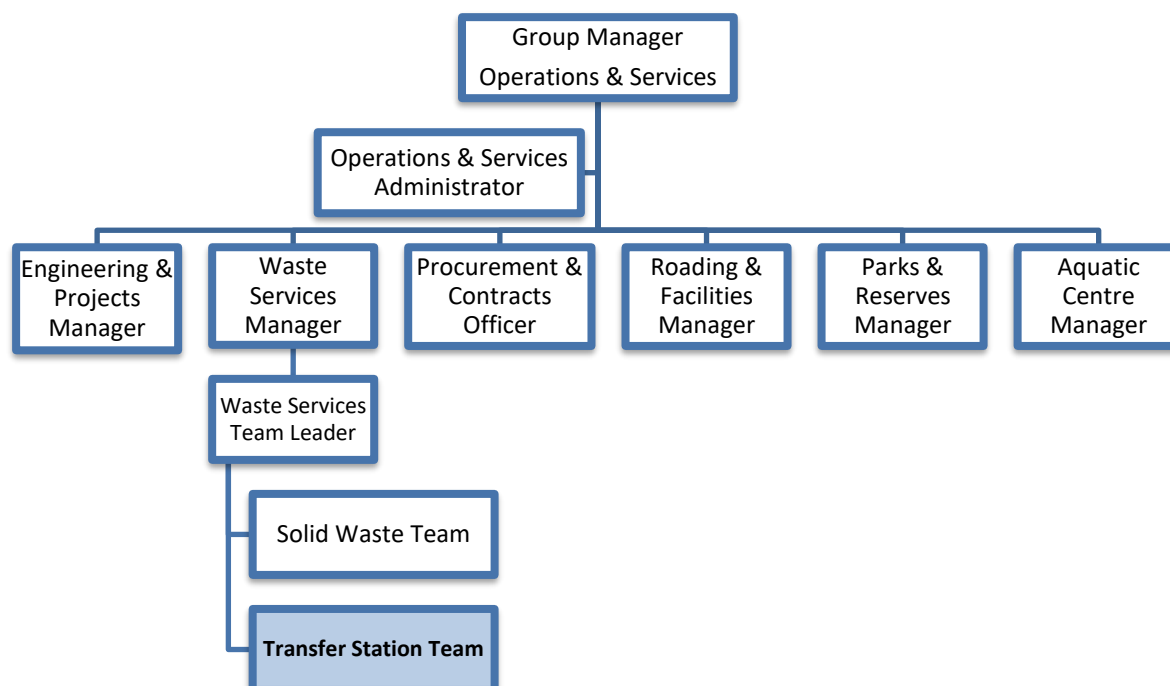 Group Manager
Operations & Services
Operations & Services
Administrator
Engineering &
Projects
Manager
Waste
Services
Manager
Procurement &
Contracts
Officer
Roading &
Facilities
Manager
Parks &
Reserves
Manager
Aquatic
Centre
Manager
Waste Services
Team Leader
Solid Waste Team
Transfer Station Team